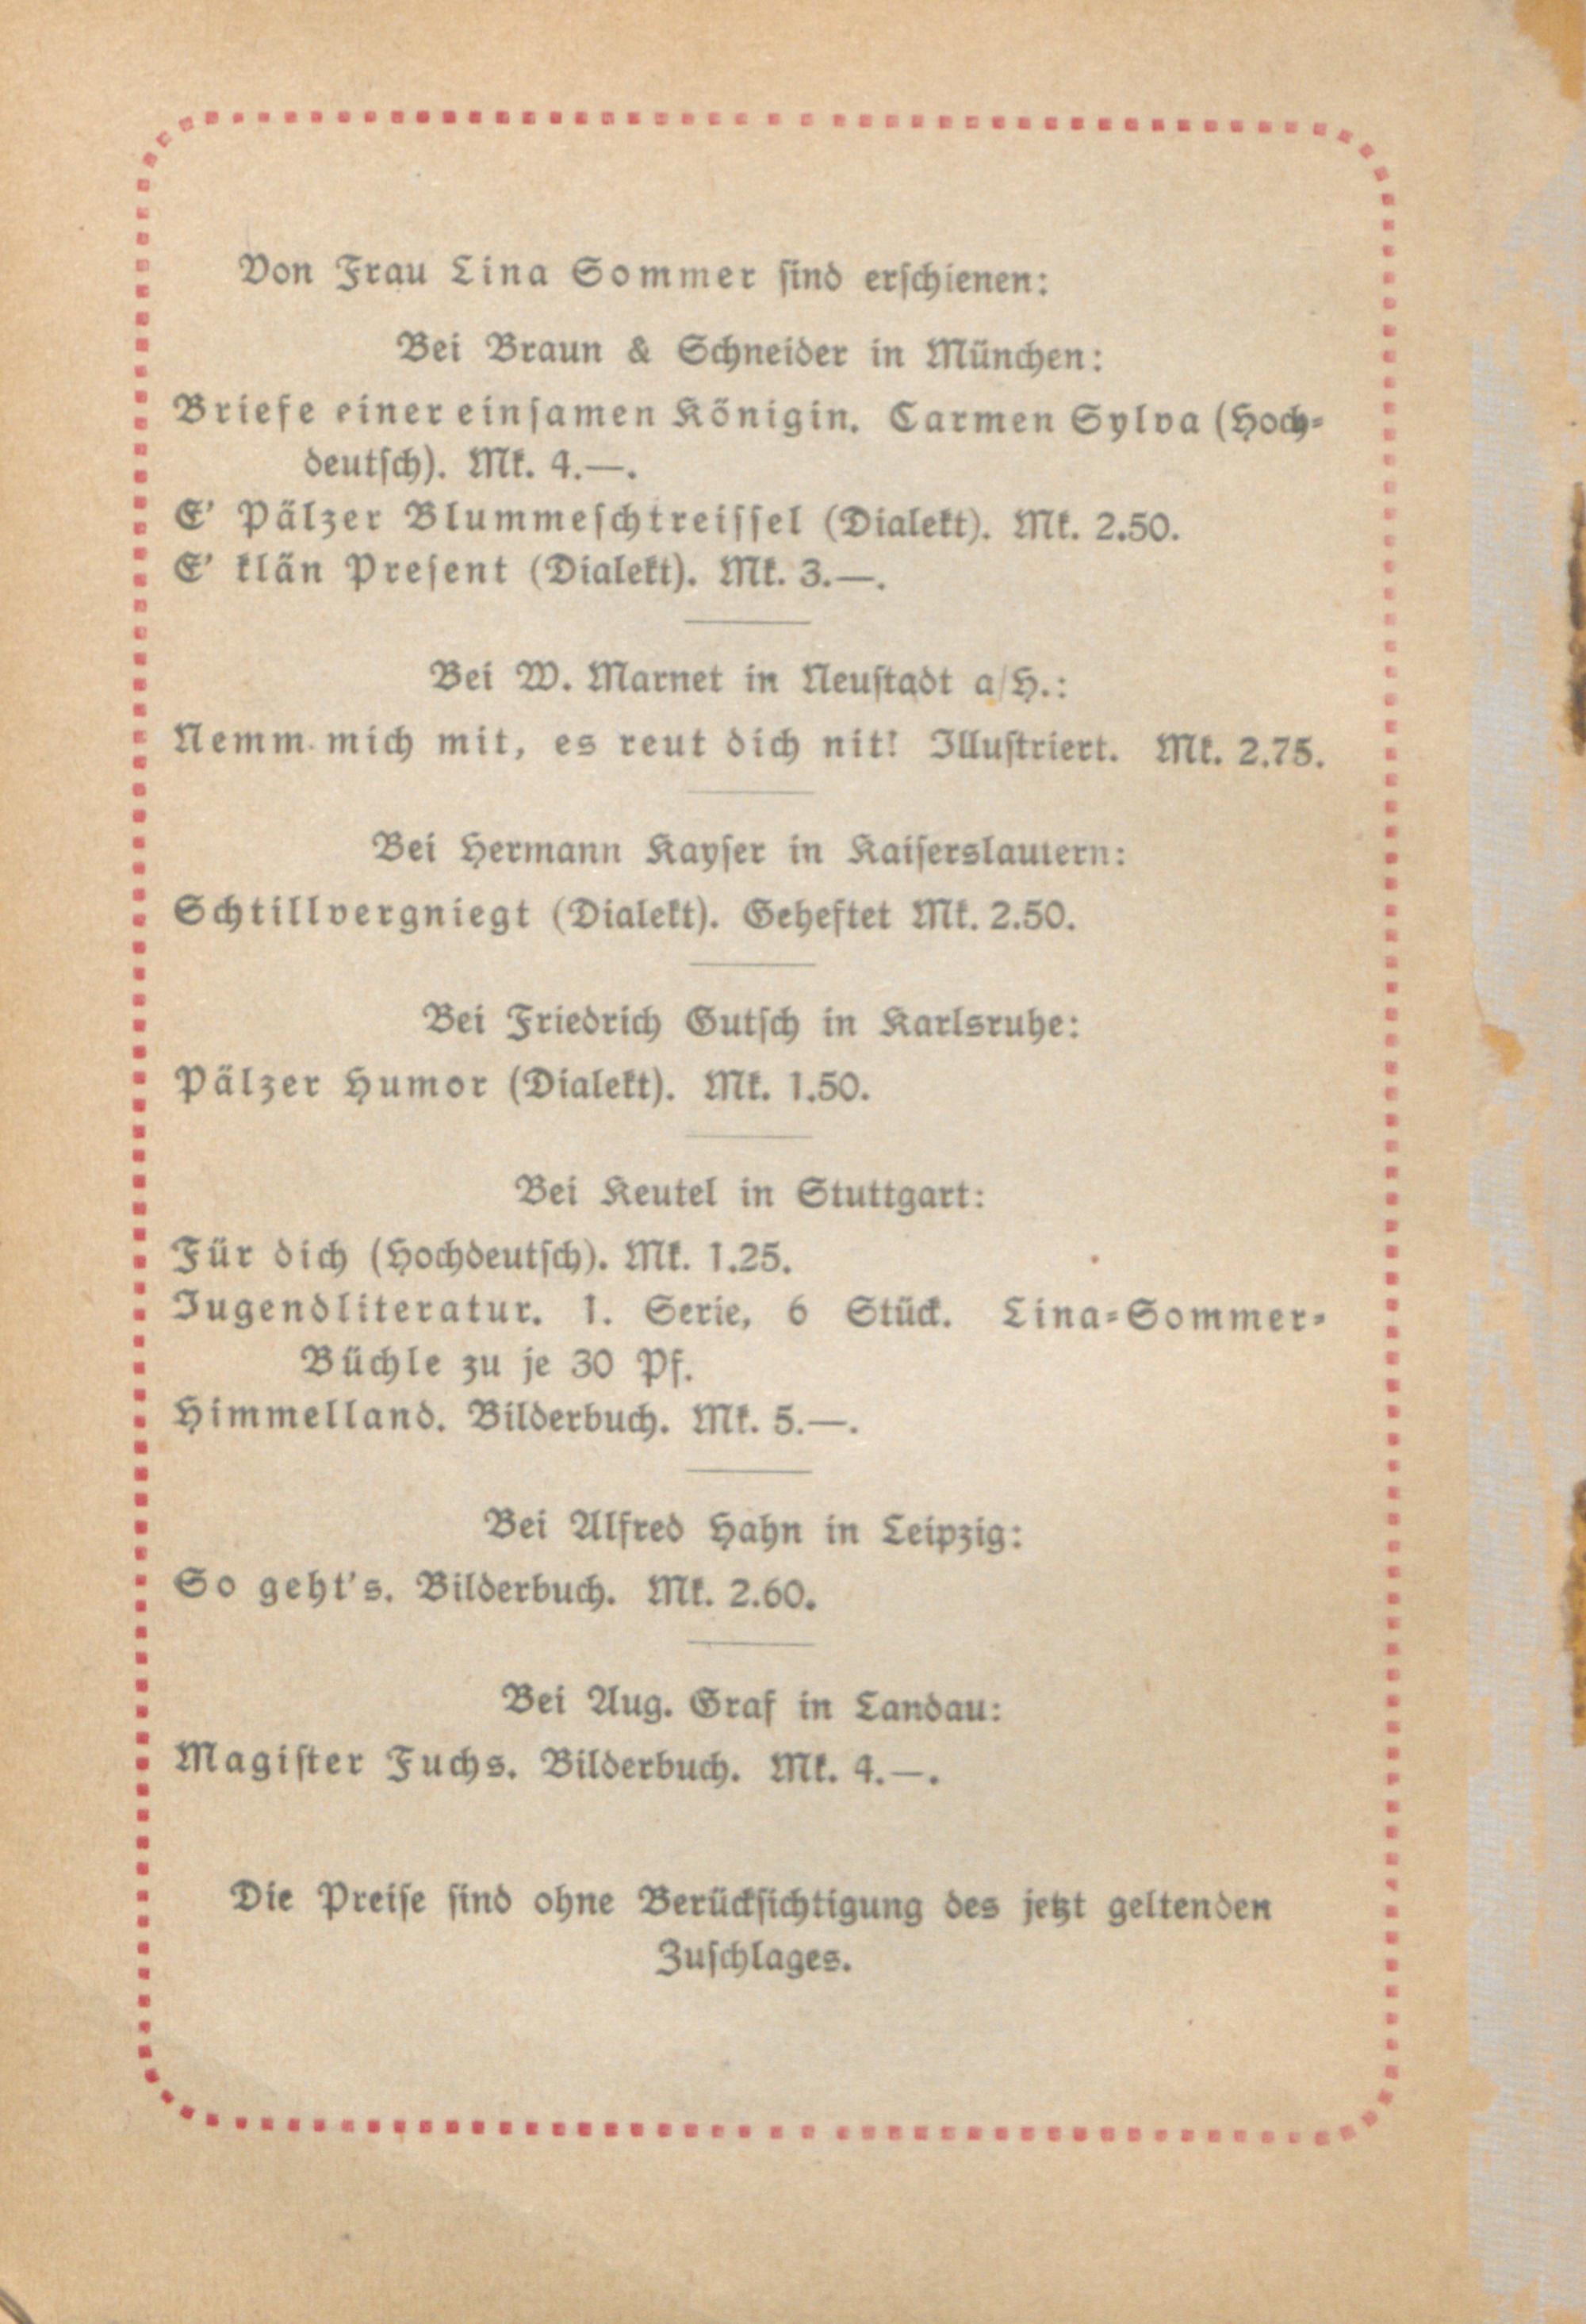 Von Frau Lina Sommer sind erschienen:
Bei Braun & Schneider in München:
Briefe einer einsamen Königin. Carmen Sylva (Hoch-
deutsch). Mk. 4.—.
E' Pälzer Blummeschtreissel (Dialekt). Mk. 2.50.
E' klän Present (Dialekt). Mk. 3.—.
Bei W. Marnet in Neustadt a/H.:
Nemm mich mit, es reut dich nit! Illustriert. Mk. 2.75.
Bei Hermann Kayser in Kaiserslautern:
Schtillvergniegt (Dialekt). Geheftet Mk. 2.50.
Bei Friedrich Gutsch in Karlsruhe:
Pälzer Humor (Dialekt). Mk. 1.50.
Bei Keutel in Stuttgart:
Für dich (Hochdeutsch). Mk. 1.25.
Jugendliteratur. 1. Serie, 6 Stück. Lina-Sommer-
Büchle zu je 30 Pf.
Himmelland. Bilderbuch. Mk. 5.—.
Bei Alfred Hahn in Leipzig:
So geht's. Bilderbuch. Mk. 2.60.
Bei Aug. Graf in Landau:
Magister Fuchs. Bilderbuch. Mk. 4.—.
Die Preise sind ohne Berücksichtigung des jetzt geltenden
Zuschlages.